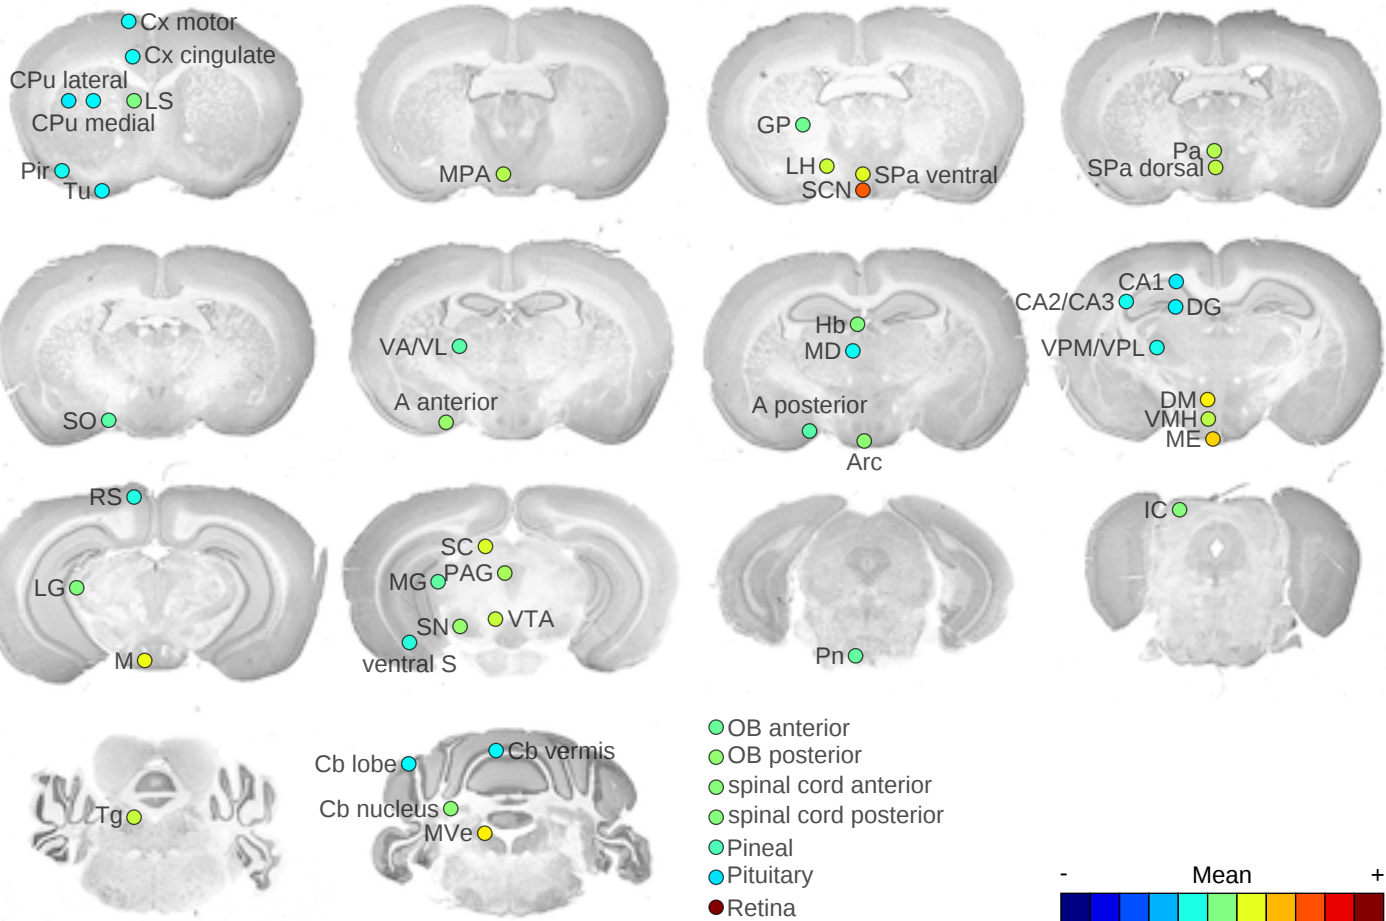 Cx motor
Cx cingulate
CPu lateral
LS
CPu medial
Pir
Tu
MPA
GP
LH
SPa ventral
SCN
Pa
SPa dorsal
SO
VA/VL
A anterior
Hb
MD
A posterior
Arc
CA1
CA2/CA3
DG
VPM/VPL
DM
VMH
ME
RS
LG
M
SC
PAG
MG
VTA
SN
ventral S
Pn
IC
Tg
Cb lobe
Cb vermis
Cb nucleus
MVe
OB anterior
OB posterior
spinal cord anterior
spinal cord posterior
Pineal
Pituitary
Retina
- Mean +